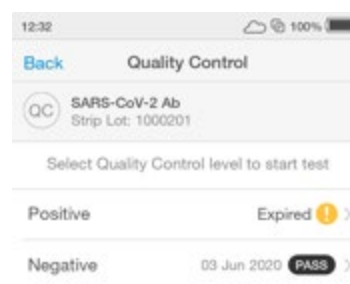 12:32 100%
Back Quality Control
QC SARS-CoV-2 Ab
Strip Lot: 1000201
Select Quality Control level to start test
Positive Expired !
Negative 03 Jun 2020 PASS